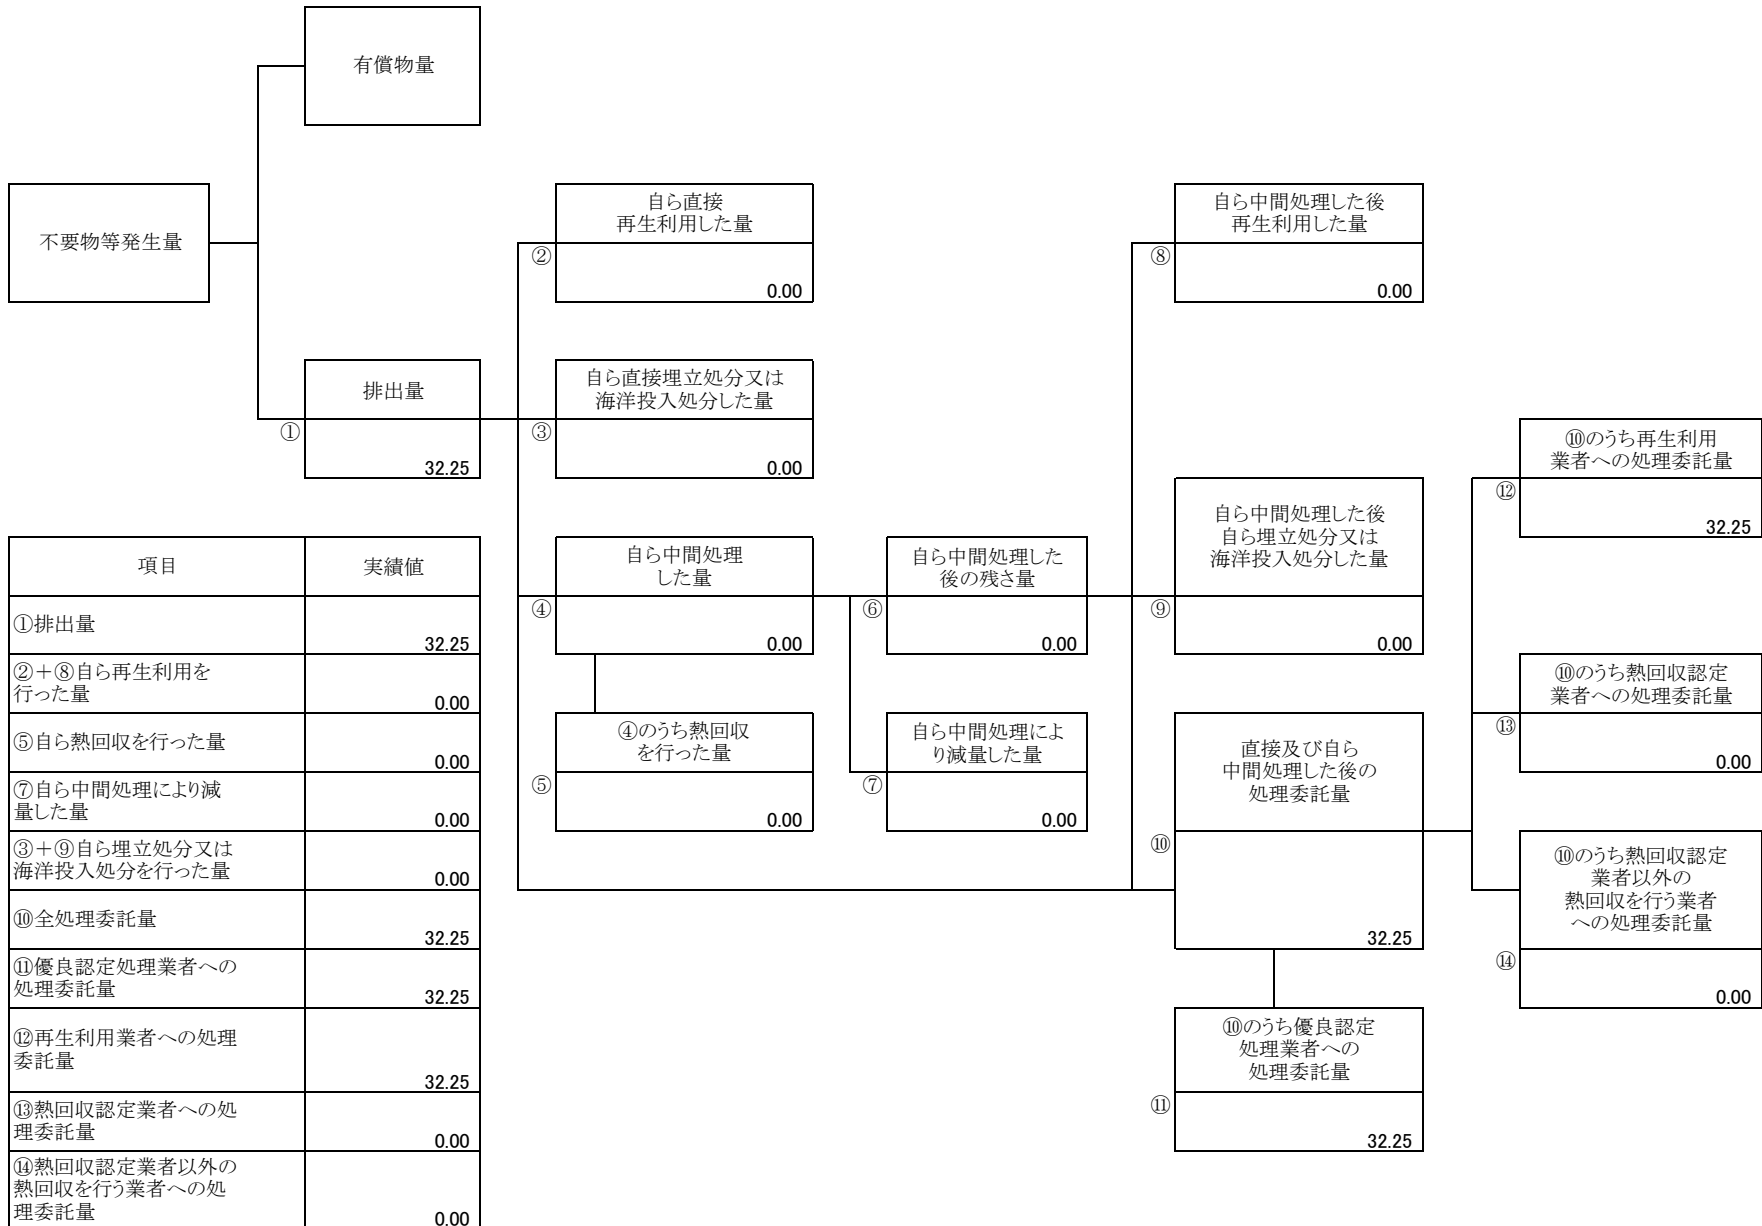 有償物量
不要物等発生量
自ら直接
再生利用した量
②
0.00
自ら中間処理した後
再生利用した量
⑧
0.00
排出量
①
32.25
自ら直接埋立処分又は
海洋投入処分した量
③
0.00
自ら中間処理
した量
④
0.00
自ら中間処理した
後の残さ量
⑥
0.00
自ら中間処理した後
自ら埋立処分又は
海洋投入処分した量
⑨
0.00
⑩のうち再生利用
業者への処理委託量
⑫
32.25
④のうち熱回収
を行った量
⑤
0.00
自ら中間処理によ
り減量した量
⑦
0.00
直接及び自ら
中間処理した後の
処理委託量
⑩
32.25
⑩のうち熱回収認定
業者への処理委託量
⑬
0.00
⑩のうち熱回収認定
業者以外の
熱回収を行う業者
への処理委託量
⑭
0.00
⑩のうち優良認定
処理業者への
処理委託量
⑪
32.25
項目 実績値
①排出量
32.25
②＋⑧自ら再生利用を
行った量
0.00
⑤自ら熱回収を行った量
0.00
⑦自ら中間処理により減
量した量
0.00
③＋⑨自ら埋立処分又は
海洋投入処分を行った量
0.00
⑩全処理委託量
32.25
⑪優良認定処理業者への
処理委託量
32.25
⑫再生利用業者への処理
委託量
32.25
⑬熱回収認定業者への処
理委託量
0.00
⑭熱回収認定業者以外の
熱回収を行う業者への処
理委託量
0.00